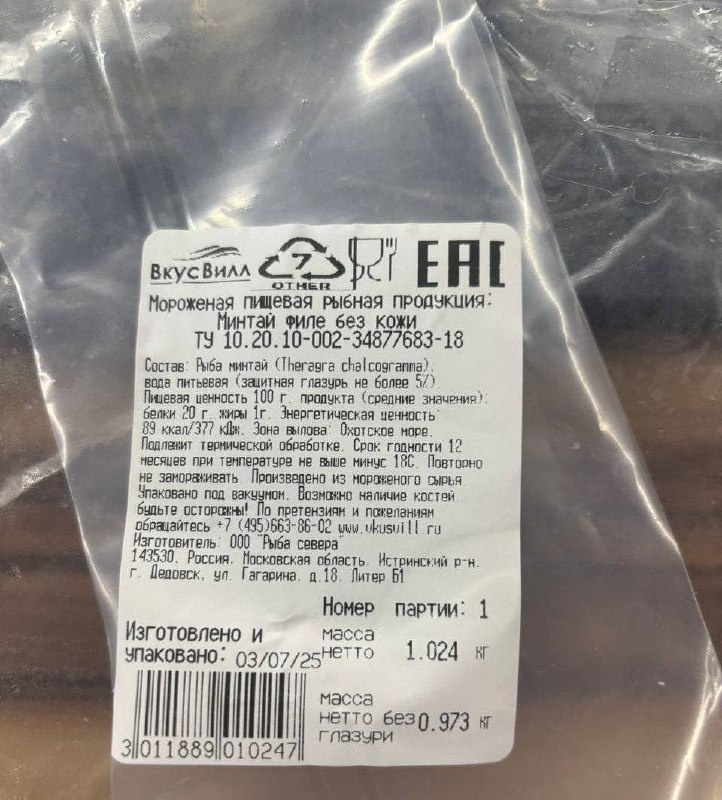 ВкусВилл 7 OTHER EAC
Мороженая пищевая рыбная продукция:
Минтай филе без кожи
ТУ 10.20.10-002-34877683-18
Состав: Рыба минтай (Theragra chalcogramma),
вода питьевая (защитная глазурь не более 5%).
Пищевая ценность 100 г. продукта (средние значения):
белки 20 г. жиры 1г. Энергетическая ценность:
89 ккал/377 кДж. Зона вылова: Охотское море.
Подлежит термической обработке. Срок годности 12
месяцев при температуре не выше минус 18С. Повторно
не замораживать. Произведено из мороженого сырья.
Упаковано под вакуумом. Возможно наличие костей,
будьте осторожны! По претензиям и пожеланиям
обращайтесь +7 (495)663-86-02 www.vkusvill.ru
Изготовитель: ООО "Рыба севера"
143530, Россия, Московская область, Истринский р-н,
г. Дедовск, ул. Гагарина, д.18, Литер Б1
Номер партии: 1
Изготовлено и
упаковано: 03/07/25
масса
нетто 1.024 кг
масса
нетто без 0.973 кг
глазури
3 011889 010247